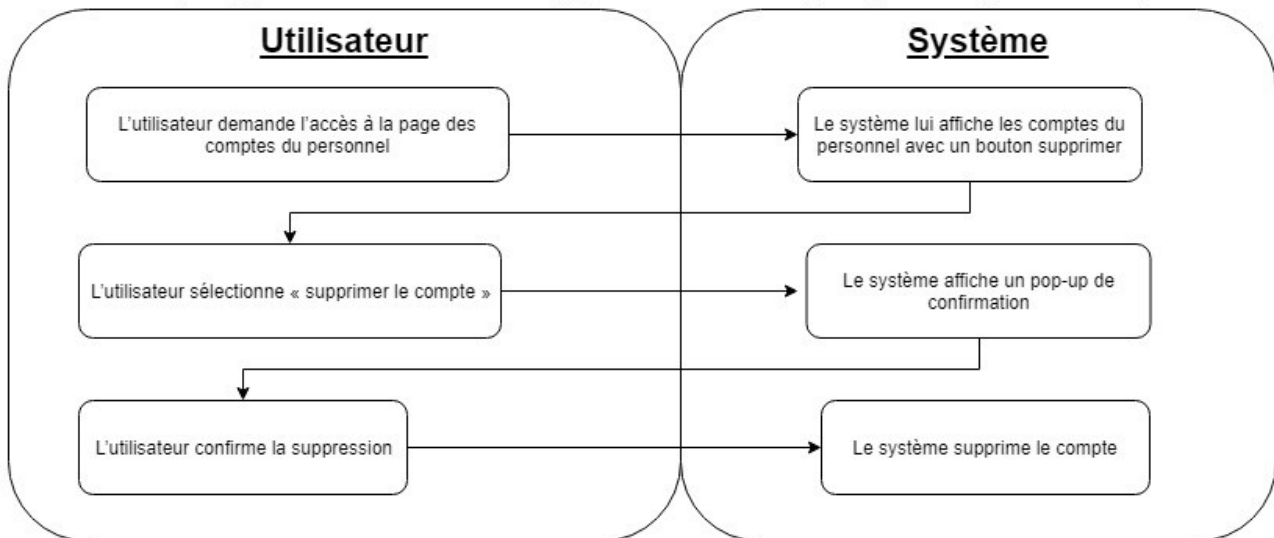 Utilisateur
Système
L'utilisateur demande l'accès à la page des
comptes du personnel
Le système lui affiche les comptes du
personnel avec un bouton supprimer
L'utilisateur sélectionne « supprimer le compte »
Le système affiche un pop-up de
confirmation
L'utilisateur confirme la suppression
Le système supprime le compte